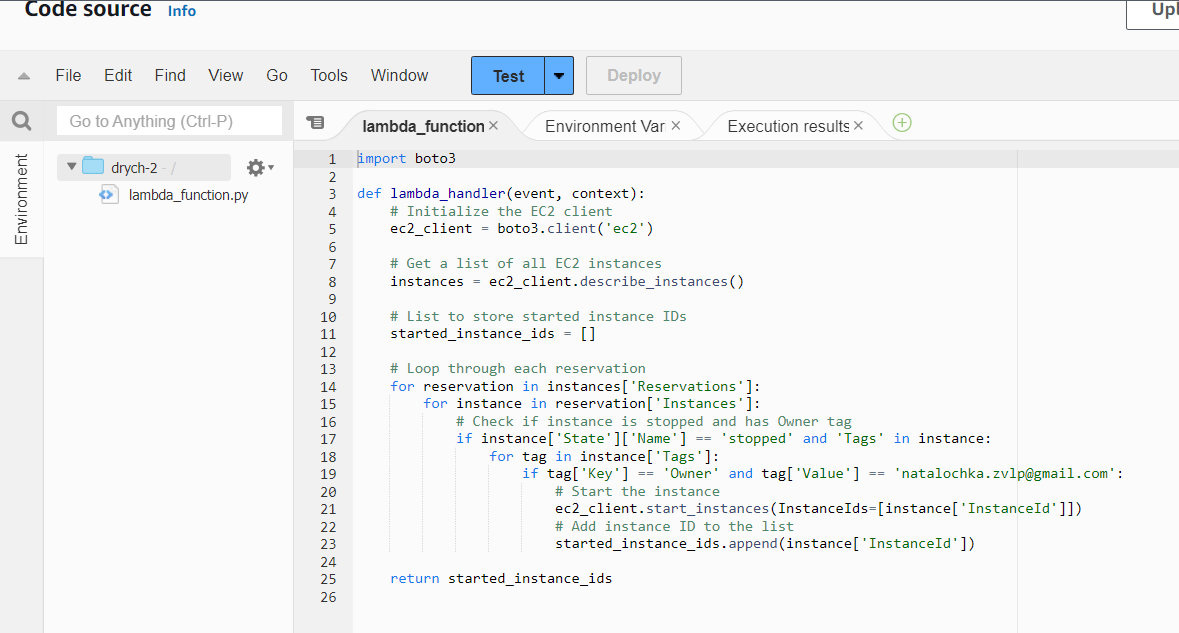 Code source Info
Upl
File Edit Find View Go Tools Window Test Deploy
Go to Anything (Ctrl-P)
lambda_function × Environment Var × Execution results ×
Environment
drych-2 - /
lambda_function.py
1 import boto3
2
3 def lambda_handler(event, context):
4     # Initialize the EC2 client
5     ec2_client = boto3.client('ec2')
6
7     # Get a list of all EC2 instances
8     instances = ec2_client.describe_instances()
9
10     # List to store started instance IDs
11     started_instance_ids = []
12
13     # Loop through each reservation
14     for reservation in instances['Reservations']:
15         for instance in reservation['Instances']:
16             # Check if instance is stopped and has Owner tag
17             if instance['State']['Name'] == 'stopped' and 'Tags' in instance:
18                 for tag in instance['Tags']:
19                     if tag['Key'] == 'Owner' and tag['Value'] == 'natalochka.zvlp@gmail.com':
20                         # Start the instance
21                         ec2_client.start_instances(InstanceIds=[instance['InstanceId']])
22                         # Add instance ID to the list
23                         started_instance_ids.append(instance['InstanceId'])
24
25     return started_instance_ids
26